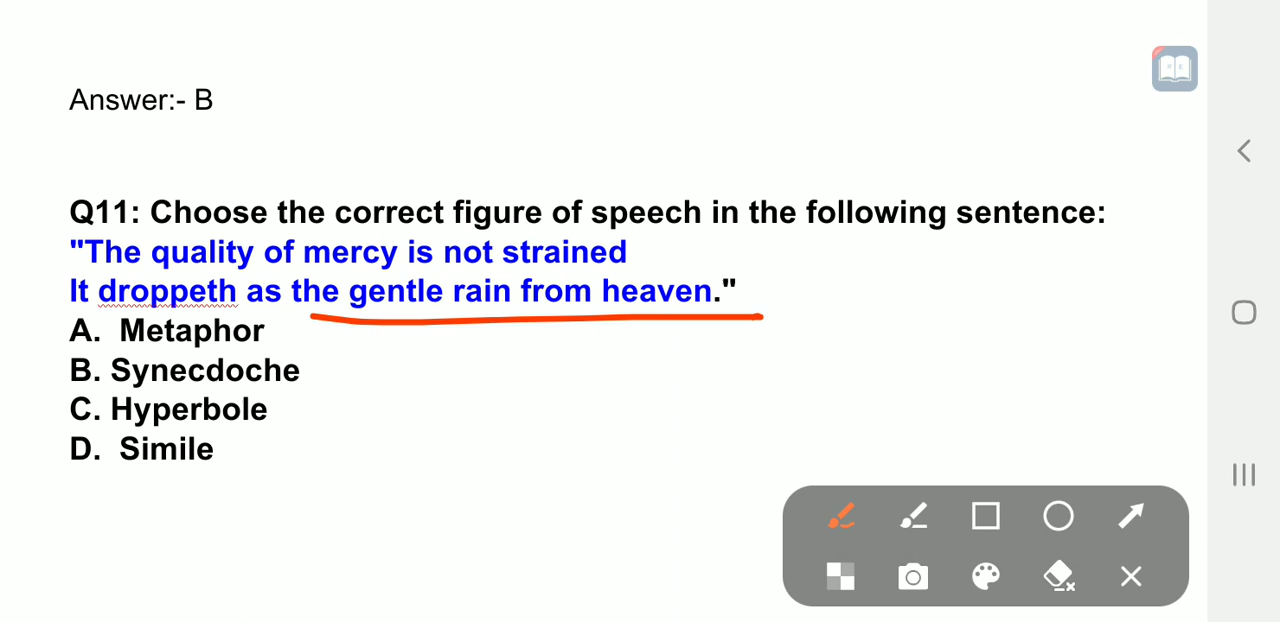 Answer:- B
Q11: Choose the correct figure of speech in the following sentence:
"The quality of mercy is not strained
It droppeth as the gentle rain from heaven."
A. Metaphor
B. Synecdoche
C. Hyperbole
D. Simile